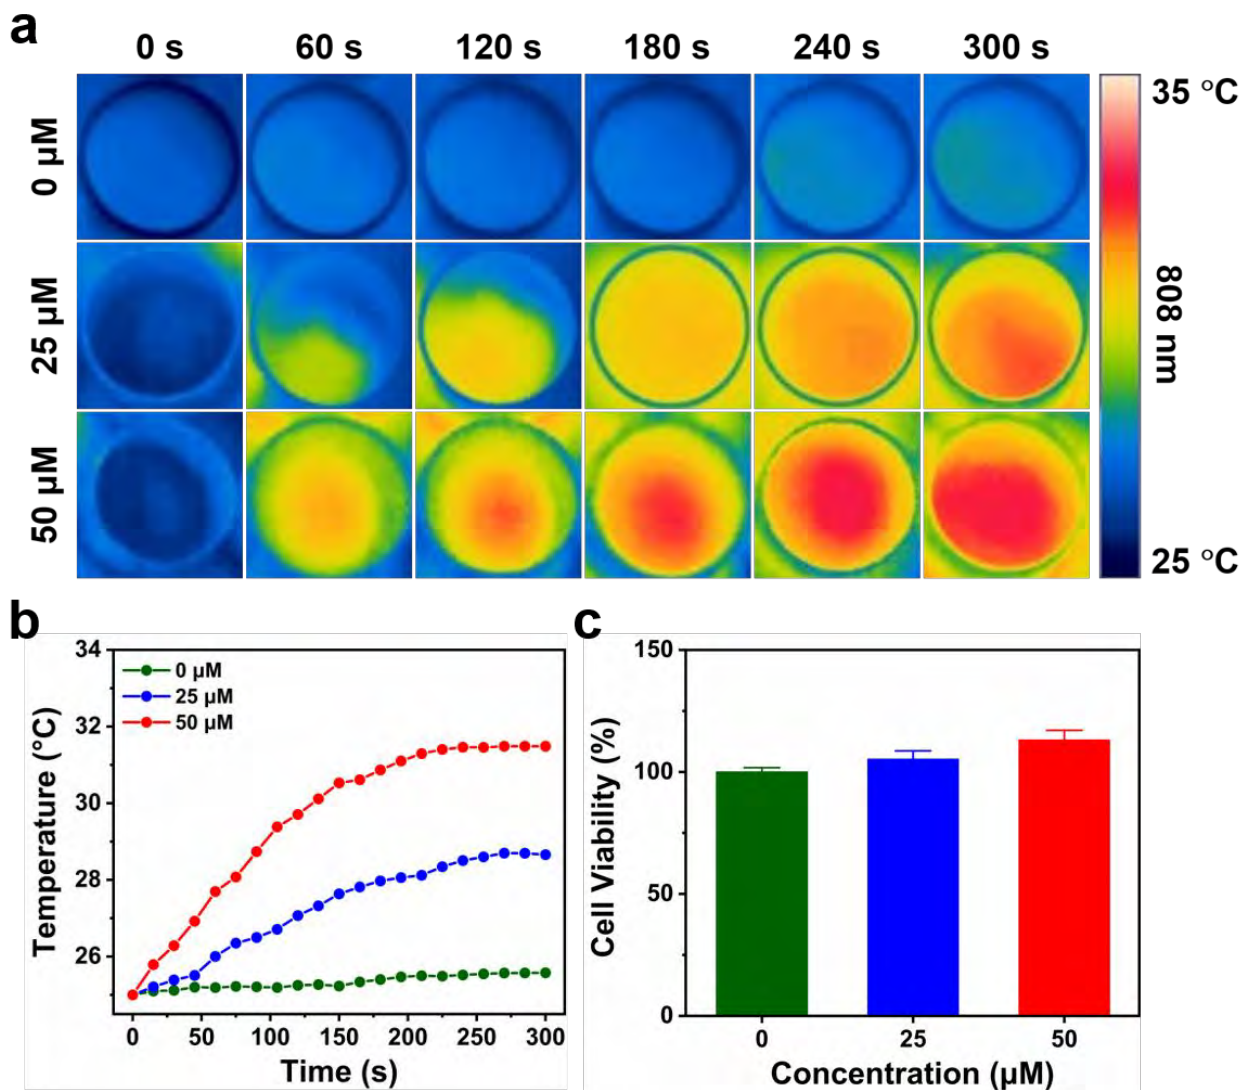 a
0 s 60 s 120 s 180 s 240 s 300 s
0 µM
25 µM
50 µM
35 °C
808 nm
25 °C
b
34
32
30
28
26
Temperature (°C)
0 µM
25 µM
50 µM
0 50 100 150 200 250 300
Time (s)
c
150
100
50
0
Cell Viability (%)
0 25 50
Concentration (µM)